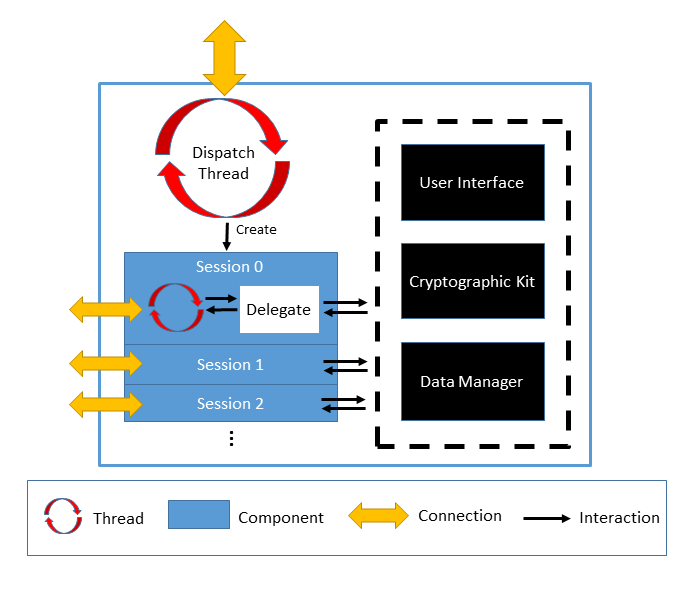 Dispatch
Thread
Create
Session 0
Delegate
Session 1
Session 2
User Interface
Cryptographic Kit
Data Manager
Thread
Component
Connection
Interaction